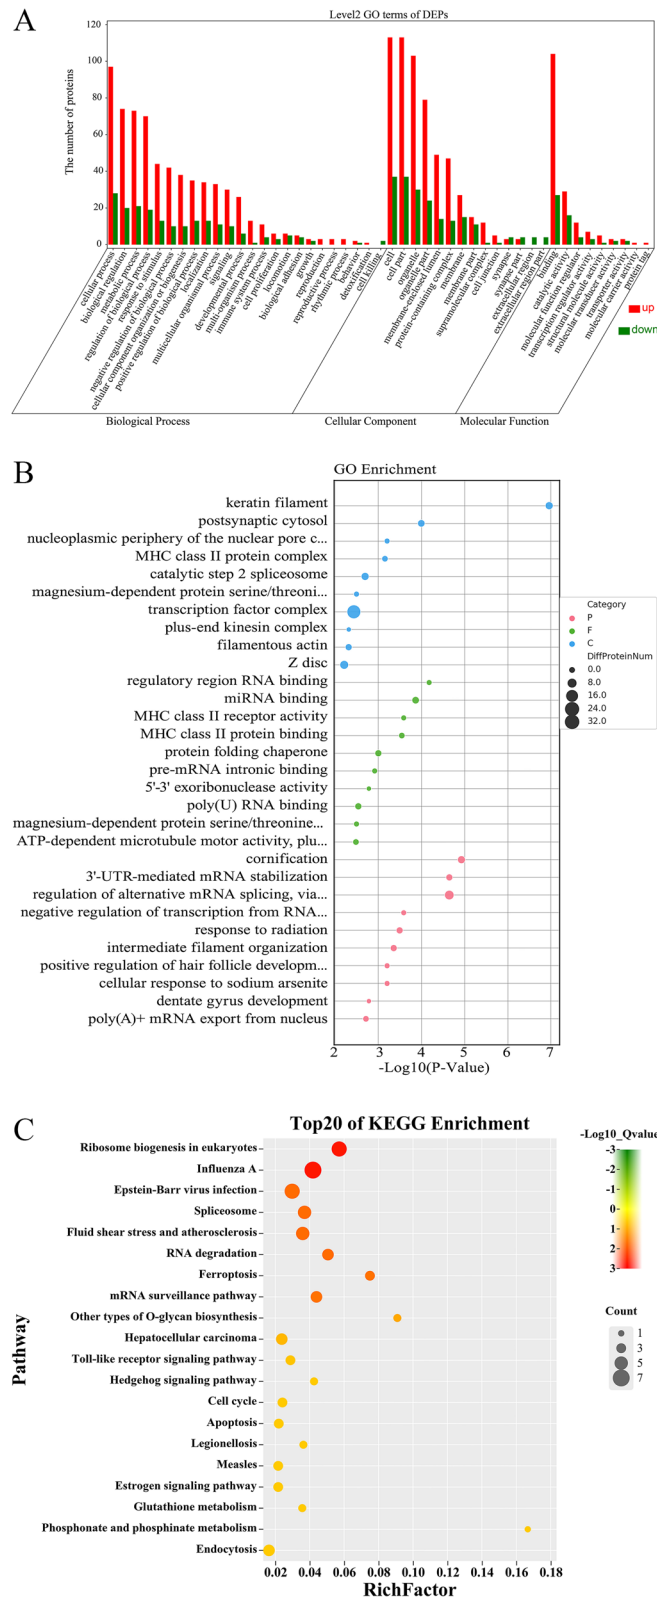 A
Level2 GO terms of DEPs
The number of proteins
120
100
80
60
40
20
0
cellular process
biological regulation
metabolic process
regulation of biological process
response to stimulus
negative regulation of biological process
cellular component organization or biogenesis
positive regulation of biological process
localization
signaling
multicellular organismal process
developmental process
multi-organism process
immune system process
cell proliferation
locomotion
biological adhesion
growth
reproduction
reproductive process
rhythmic process
behavior
detoxification
cell killing
cell
cell part
organelle
organelle part
membrane-enclosed lumen
protein-containing complex
membrane
membrane part
supramolecular complex
cell junction
synapse
synapse part
extracellular region
extracellular region part
binding
catalytic activity
molecular function regulator
transcription regulator activity
structural molecule activity
molecular transducer activity
transporter activity
molecular carrier activity
protein tag
up
down
Biological Process
Cellular Component
Molecular Function
B
GO Enrichment
keratin filament
postsynaptic cytosol
nucleoplasmic periphery of the nuclear pore c...
MHC class II protein complex
catalytic step 2 spliceosome
magnesium-dependent protein serine/threoni...
transcription factor complex
plus-end kinesin complex
filamentous actin
Z disc
regulatory region RNA binding
miRNA binding
MHC class II receptor activity
MHC class II protein binding
protein folding chaperone
pre-mRNA intronic binding
5'-3' exoribonuclease activity
poly(U) RNA binding
magnesium-dependent protein serine/threonine...
ATP-dependent microtubule motor activity, plu...
cornification
3'-UTR-mediated mRNA stabilization
regulation of alternative mRNA splicing, via...
negative regulation of transcription from RNA...
response to radiation
intermediate filament organization
positive regulation of hair follicle developm...
cellular response to sodium arsenite
dentate gyrus development
poly(A)+ mRNA export from nucleus
2 3 4 5 6 7
-Log10(P-Value)
Category
P
F
C
DiffProteinNum
0.0
8.0
16.0
24.0
32.0
C
Top20 of KEGG Enrichment
Pathway
Ribosome biogenesis in eukaryotes
Influenza A
Epstein-Barr virus infection
Spliceosome
Fluid shear stress and atherosclerosis
RNA degradation
Ferroptosis
mRNA surveillance pathway
Other types of O-glycan biosynthesis
Hepatocellular carcinoma
Toll-like receptor signaling pathway
Hedgehog signaling pathway
Cell cycle
Apoptosis
Legionellosis
Measles
Estrogen signaling pathway
Glutathione metabolism
Phosphonate and phosphinate metabolism
Endocytosis
0.02 0.04 0.06 0.08 0.10 0.12 0.14 0.16 0.18
RichFactor
-Log10_Qvalue
-3
-2
-1
0
1
2
3
Count
1
3
5
7